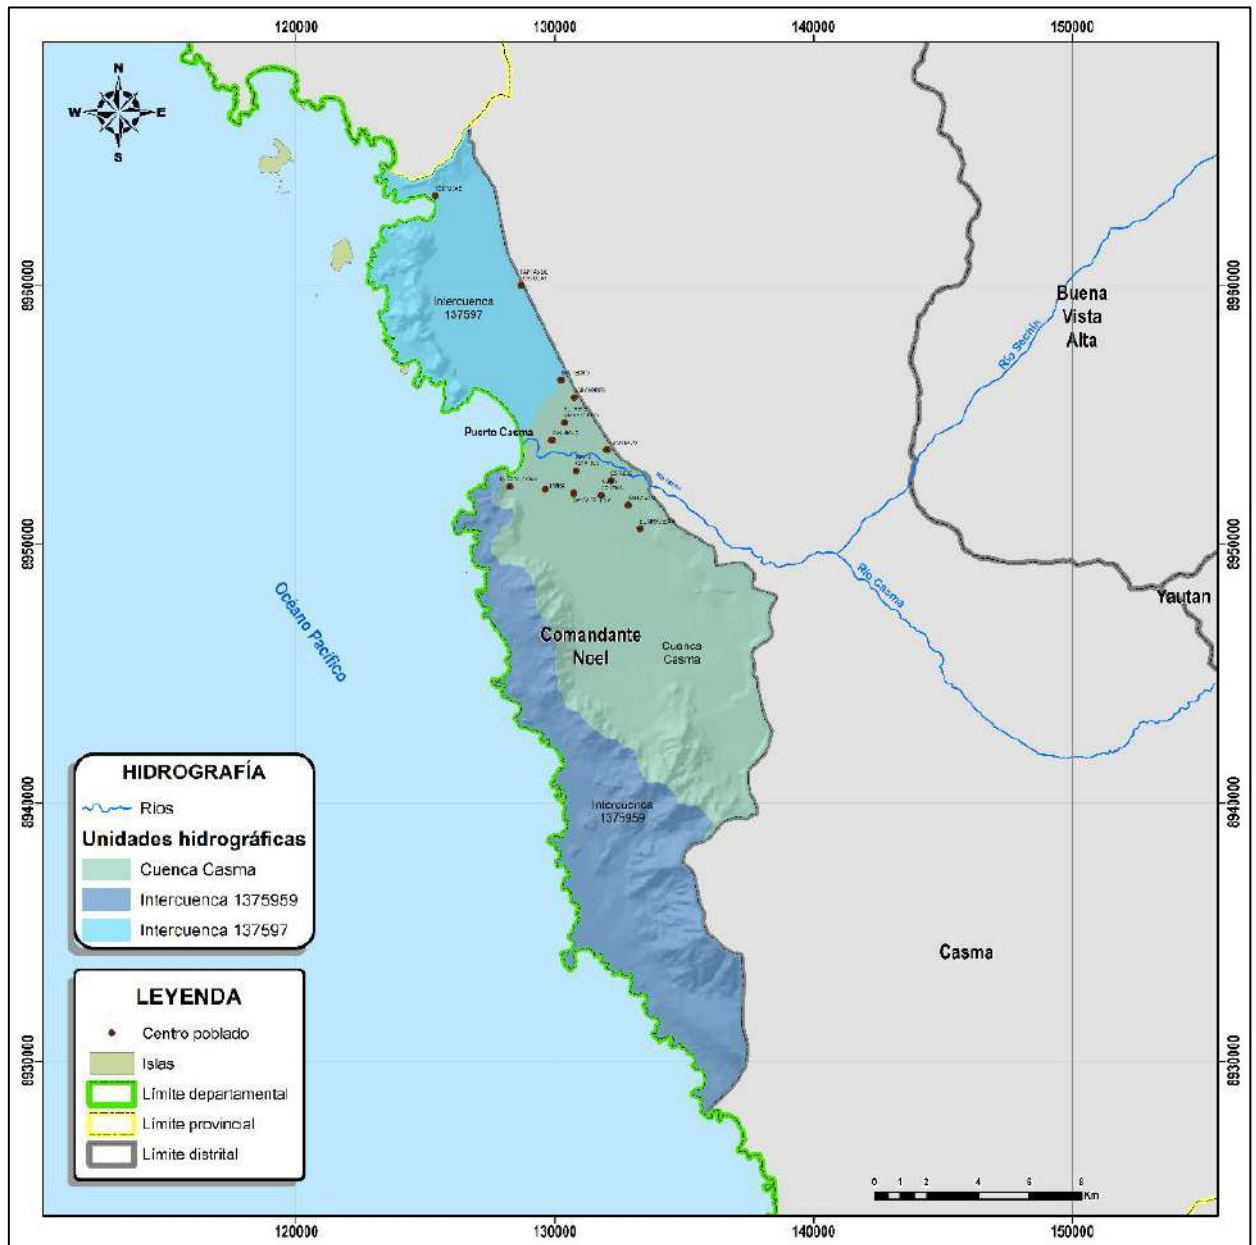 120000 130000 140000 150000
N
W E
S
8960000 8960000
Intercuenca
137597
Buena
Vista
Alta
Río Sechín
Puerto Casma
8950000 8950000
Río Casma
Yautan
Océano Pacífico
Comandante
Noel
Cuenca
Casma
HIDROGRAFÍA
Ríos
Unidades hidrográficas
Cuenca Casma
Intercuenca 1375959
Intercuenca 137597
8940000 8940000
Intercuenca
1375959
Casma
LEYENDA
Centro poblado
Islas
Límite departamental
Límite provincial
Límite distrital
8930000 8930000
0 1 2 4 6 8
Km
120000 130000 140000 150000